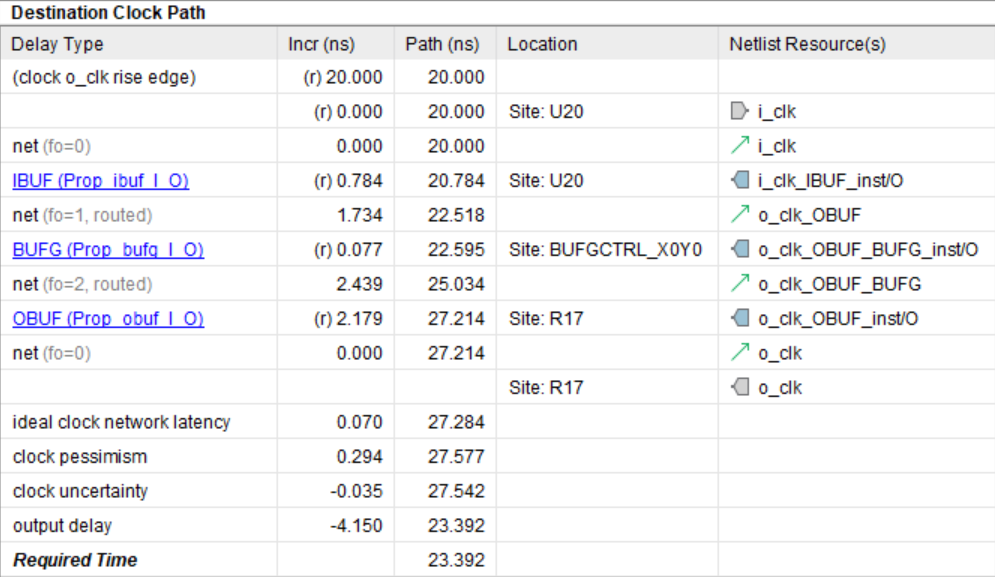 Destination Clock Path
Delay Type Incr (ns) Path (ns) Location Netlist Resource(s)
(clock o_clk rise edge) (r) 20.000 20.000
(r) 0.000 20.000 Site: U20 i_clk
net (fo=0) 0.000 20.000 i_clk
IBUF (Prop_ibuf_I_O) (r) 0.784 20.784 Site: U20 i_clk_IBUF_inst/O
net (fo=1, routed) 1.734 22.518 o_clk_OBUF
BUFG (Prop_bufg_I_O) (r) 0.077 22.595 Site: BUFGCTRL_X0Y0 o_clk_OBUF_BUFG_inst/O
net (fo=2, routed) 2.439 25.034 o_clk_OBUF_BUFG
OBUF (Prop_obuf_I_O) (r) 2.179 27.214 Site: R17 o_clk_OBUF_inst/O
net (fo=0) 0.000 27.214 o_clk
Site: R17 o_clk
ideal clock network latency 0.070 27.284
clock pessimism 0.294 27.577
clock uncertainty -0.035 27.542
output delay -4.150 23.392
Required Time 23.392